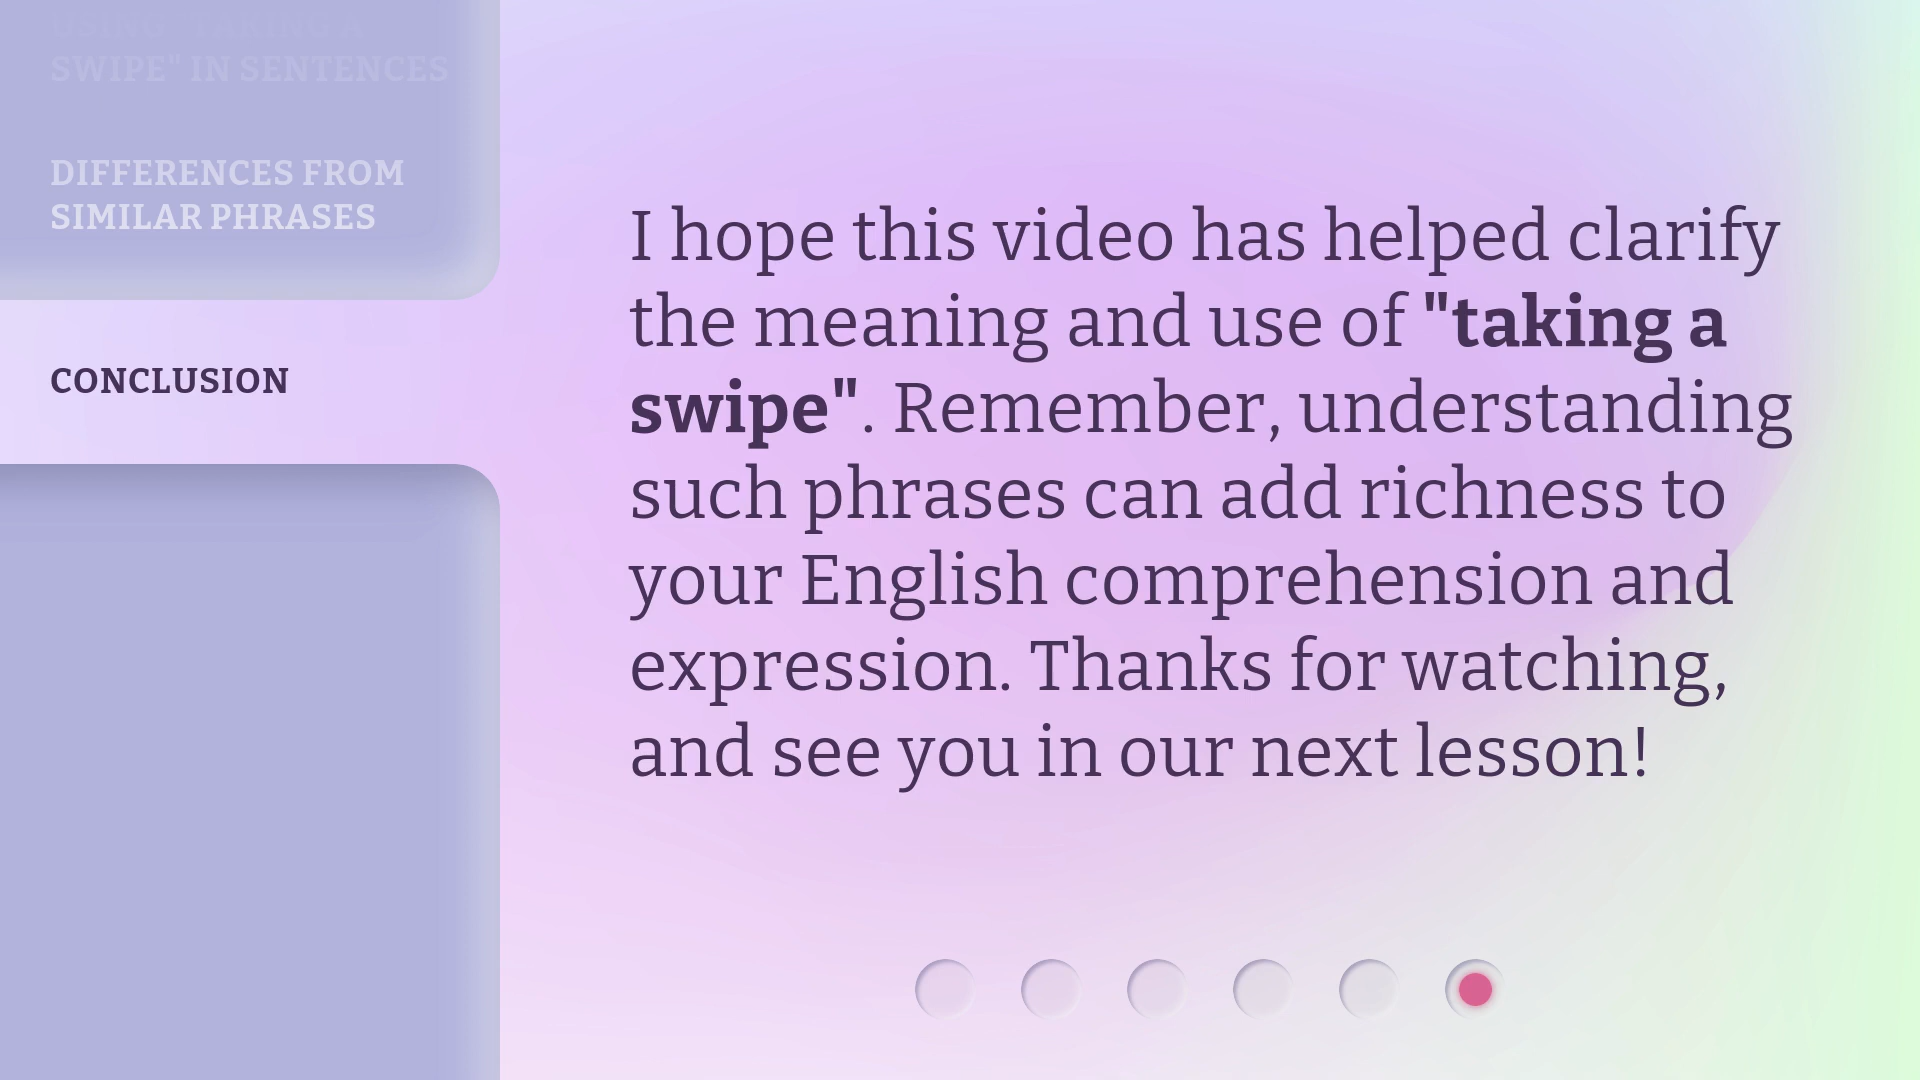 USING "TAKING A
SWIPE" IN SENTENCES
DIFFERENCES FROM
SIMILAR PHRASES
CONCLUSION
I hope this video has helped clarify
the meaning and use of "taking a
swipe". Remember, understanding
such phrases can add richness to
your English comprehension and
expression. Thanks for watching,
and see you in our next lesson!